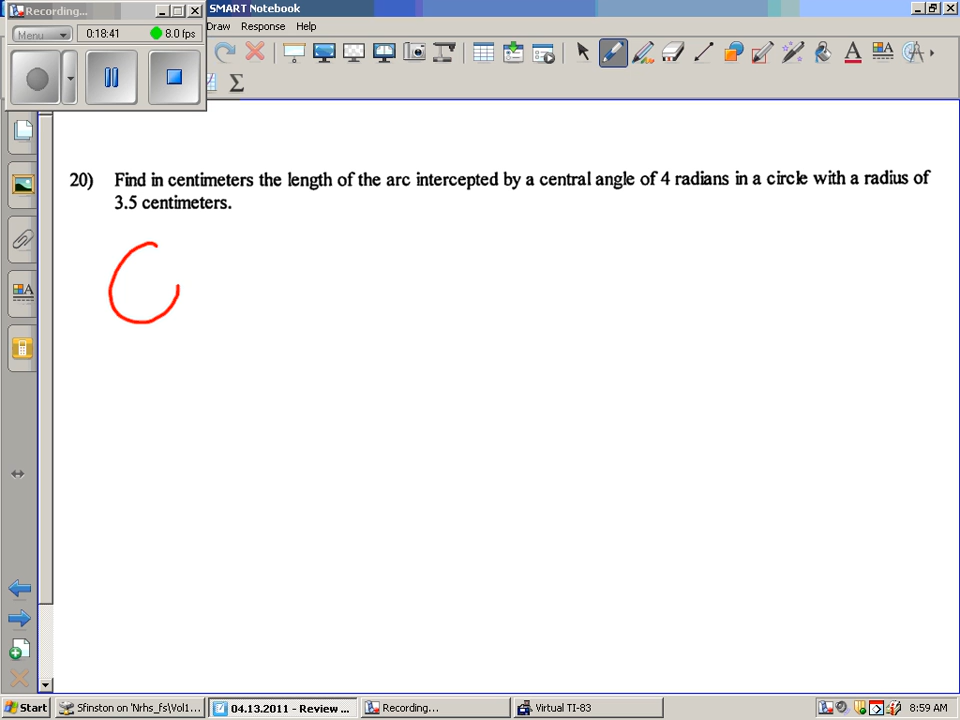 Recording...
SMART Notebook
Menu
0:18:41
8.0 fps
Draw Response Help
Σ
20) Find in centimeters the length of the arc intercepted by a central angle of 4 radians in a circle with a radius of
3.5 centimeters.
Start
Sfinston on 'Nrhs_fs\Vol1...
04.13.2011 - Review ...
Recording...
Virtual TI-83
8:59 AM